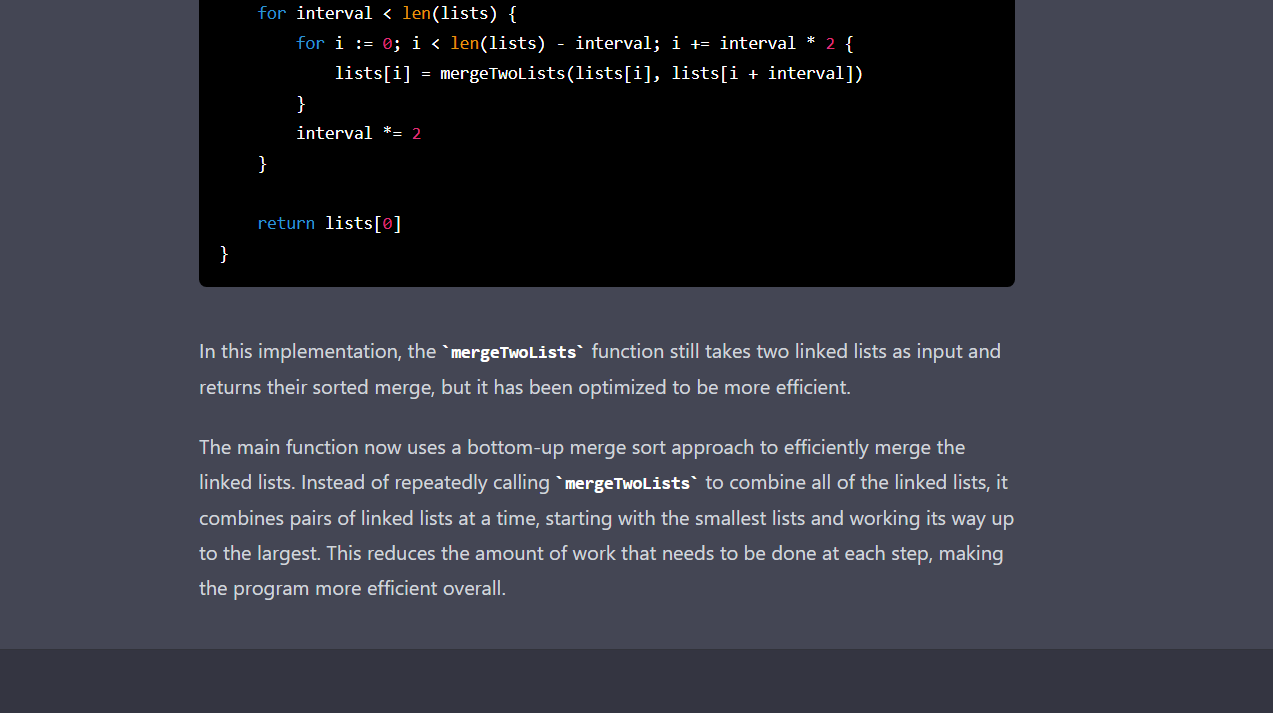 for interval < len(lists) {
for i := 0; i < len(lists) - interval; i += interval * 2 {
lists[i] = mergeTwoLists(lists[i], lists[i + interval])
}
interval *= 2
}
return lists[0]
}
In this implementation, the `mergeTwoLists` function still takes two linked lists as input and
returns their sorted merge, but it has been optimized to be more efficient.
The main function now uses a bottom-up merge sort approach to efficiently merge the
linked lists. Instead of repeatedly calling `mergeTwoLists` to combine all of the linked lists, it
combines pairs of linked lists at a time, starting with the smallest lists and working its way up
to the largest. This reduces the amount of work that needs to be done at each step, making
the program more efficient overall.